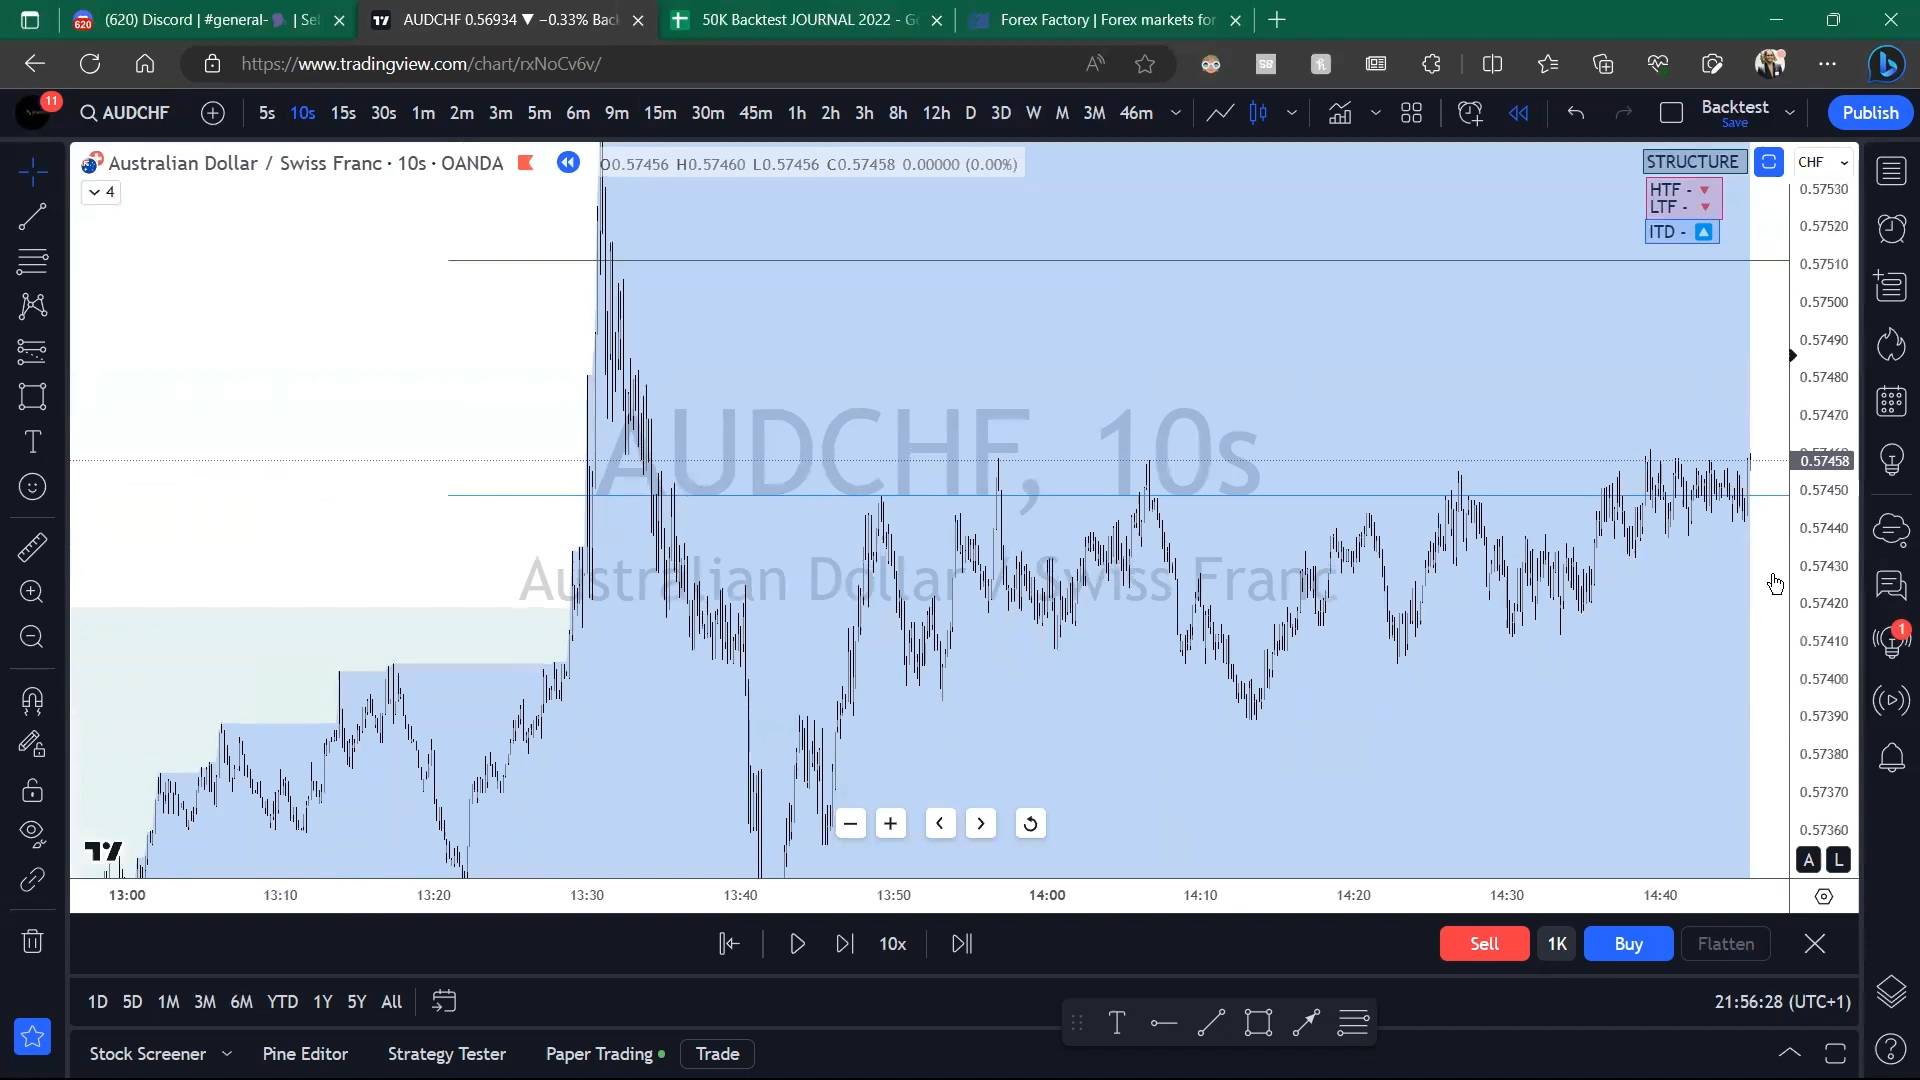 (620) Discord | #general- | Se
AUDCHF 0.56934 ▼ −0.33% Bac
50K Backtest JOURNAL 2022 - G
Forex Factory | Forex markets for
https://www.tradingview.com/chart/rxNoCv6v/
11
AUDCHF
5s 10s 15s 30s 1m 2m 3m 5m 6m 9m 15m 30m 45m 1h 2h 3h 8h 12h D 3D W M 3M 46m
Backtest
Save
Publish
Australian Dollar / Swiss Franc · 10s · OANDA
O0.57456 H0.57460 L0.57456 C0.57458 0.00000 (0.00%)
4
STRUCTURE
HTF - ▼
LTF - ▼
ITD -
CHF
0.57530
0.57520
0.57510
0.57500
0.57490
0.57480
0.57470
0.57458
0.57450
0.57440
0.57430
0.57420
0.57410
0.57400
0.57390
0.57380
0.57370
0.57360
AUDCHF, 10s
Australian Dollar / Swiss Franc
1
A L
13:00 13:10 13:20 13:30 13:40 13:50 14:00 14:10 14:20 14:30 14:40
10x
Sell 1K Buy Flatten
1D 5D 1M 3M 6M YTD 1Y 5Y All
21:56:28 (UTC+1)
Stock Screener Pine Editor Strategy Tester Paper Trading Trade